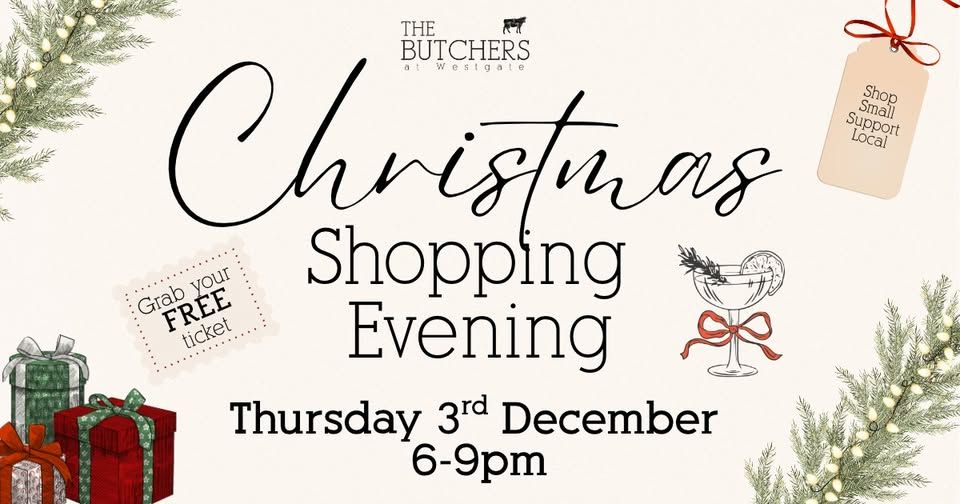 THE
BUTCHERS
at Westgate
Christmas
Shopping
Evening
Shop
Small
Support
Local
Grab your
FREE
ticket
Thursday 3rd December
6-9pm